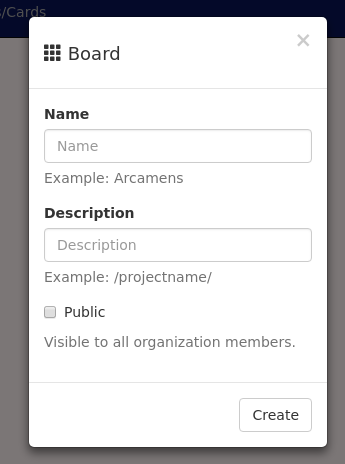 s/Cards
Board
×
Name
Name
Example: Arcamens
Description
Description
Example: /projectname/
Public
Visible to all organization members.
Create